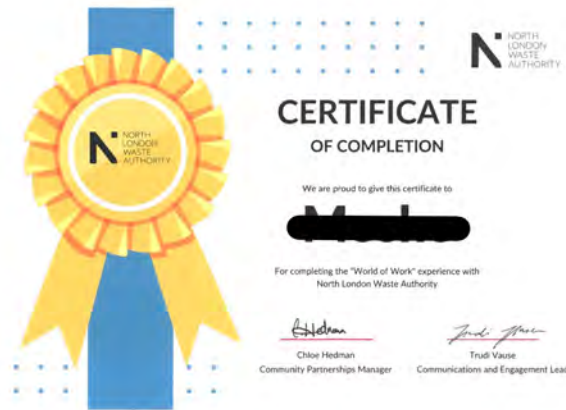 NORTH
LONDON
WASTE
AUTHORITY
NORTH
LONDON
WASTE
AUTHORITY
CERTIFICATE
OF COMPLETION
We are proud to give this certificate to
For completing the "World of Work" experience with
North London Waste Authority
Chloe Hedman
Trudi Vause
Community Partnerships Manager
Communications and Engagement Lead